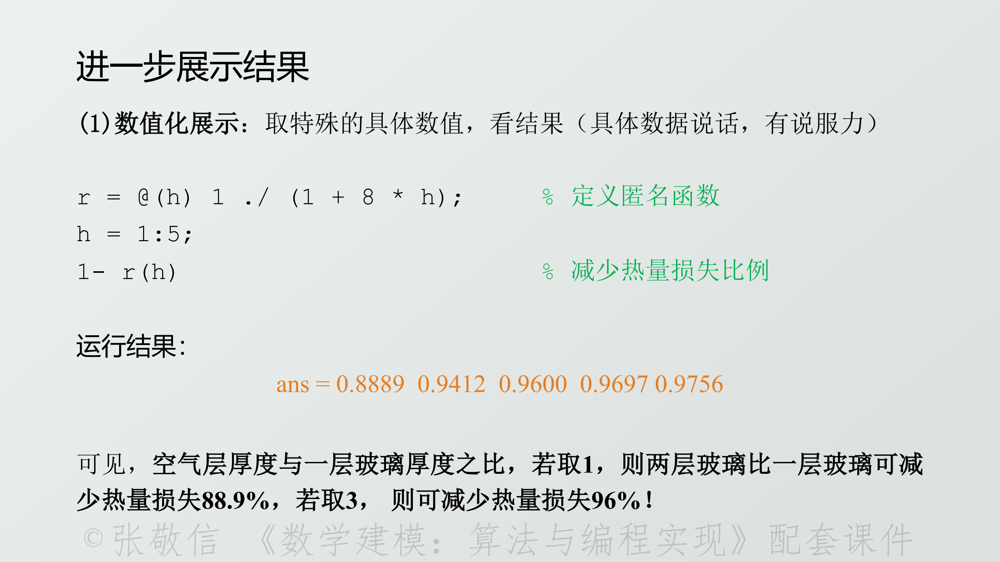 进一步展示结果
(1)数值化展示：取特殊的具体数值，看结果（具体数据说话，有说服力）
r = @(h) 1 ./ (1 + 8 * h); % 定义匿名函数
h = 1:5;
1- r(h) % 减少热量损失比例
运行结果：
ans = 0.8889 0.9412 0.9600 0.9697 0.9756
可见，空气层厚度与一层玻璃厚度之比，若取1，则两层玻璃比一层玻璃可减
少热量损失88.9%，若取3， 则可减少热量损失96%！
©张敬信 《数学建模：算法与编程实现》配套课件